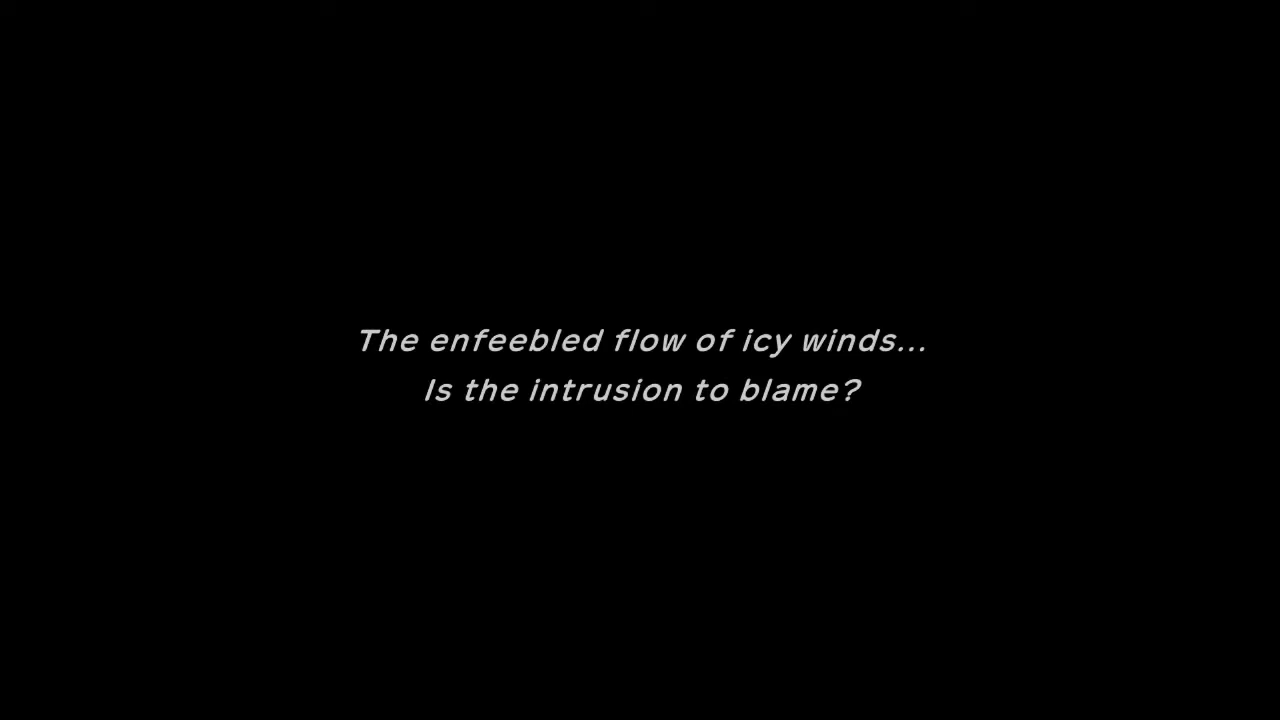 The enfeebled flow of icy winds...
Is the intrusion to blame?